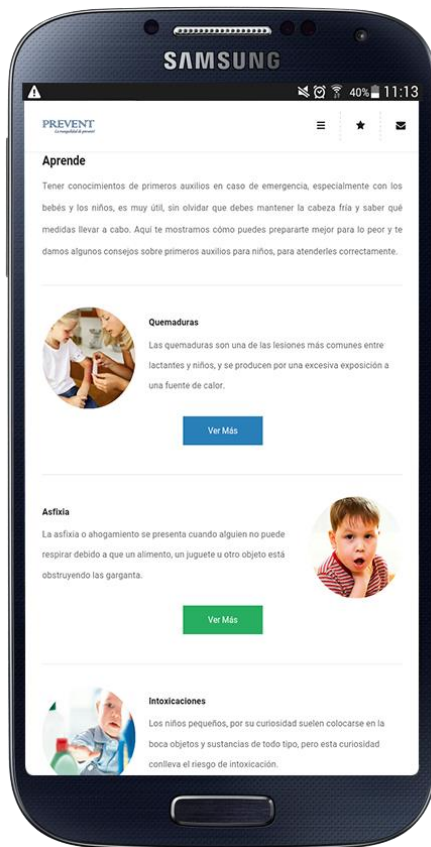 SAMSUNG
40% 11:13
PREVENT
Aprende
Tener conocimientos de primeros auxilios en caso de emergencia, especialmente con los
bebés y los niños, es muy útil, sin olvidar que debes mantener la cabeza fría y saber qué
medidas llevar a cabo. Aquí te mostramos cómo puedes prepararte mejor para lo peor y te
damos algunos consejos sobre primeros auxilios para niños, para atenderles correctamente.
Quemaduras
Las quemaduras son una de las lesiones más comunes entre
lactantes y niños, y se producen por una excesiva exposición a
una fuente de calor.
Ver Más
Asfixia
La asfixia o ahogamiento se presenta cuando alguien no puede
respirar debido a que un alimento, un juguete u otro objeto está
obstruyendo las garganta.
Ver Más
Intoxicaciones
Los niños pequeños, por su curiosidad suelen colocarse en la
boca objetos y sustancias de todo tipo, pero esta curiosidad
conlleva el riesgo de intoxicación.